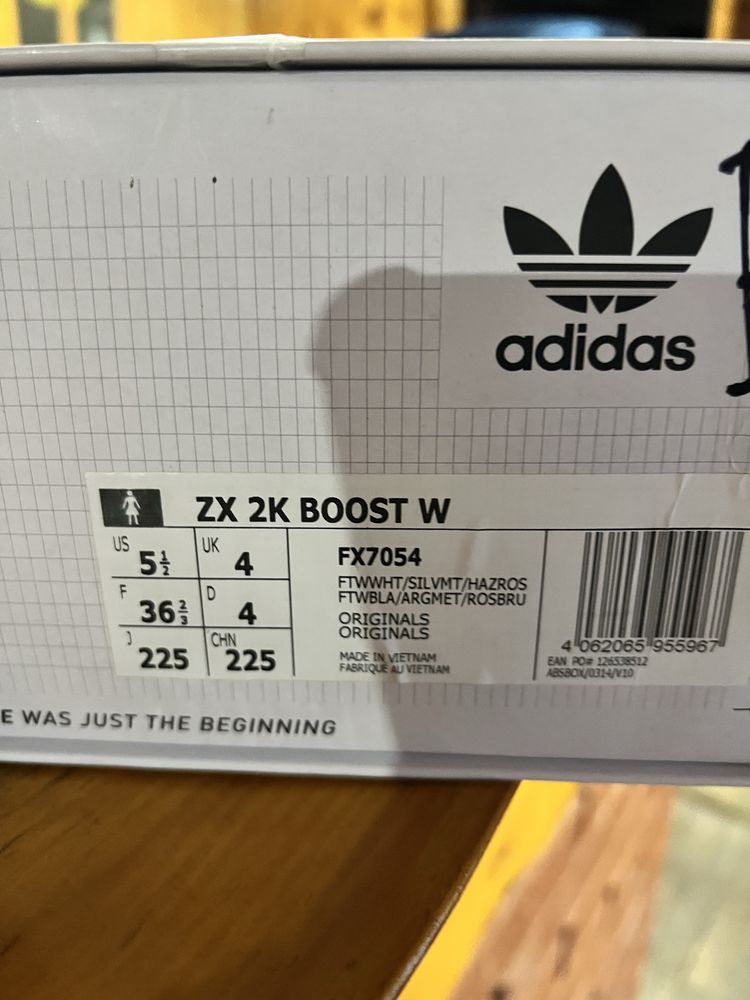 adidas
ZX 2K BOOST W
US 5½ UK 4
F 36⅔ D 4
J 225 CHN 225
FX7054
FTWWHT/SILVMT/HAZROS
FTWBLA/ARGMET/ROSBRU
ORIGINALS
ORIGINALS
MADE IN VIETNAM
FABRIQUÉ AU VIETNAM
4 062065 955967
EAN PO# 126538512
ABSBOX/0314/V10
E WAS JUST THE BEGINNING